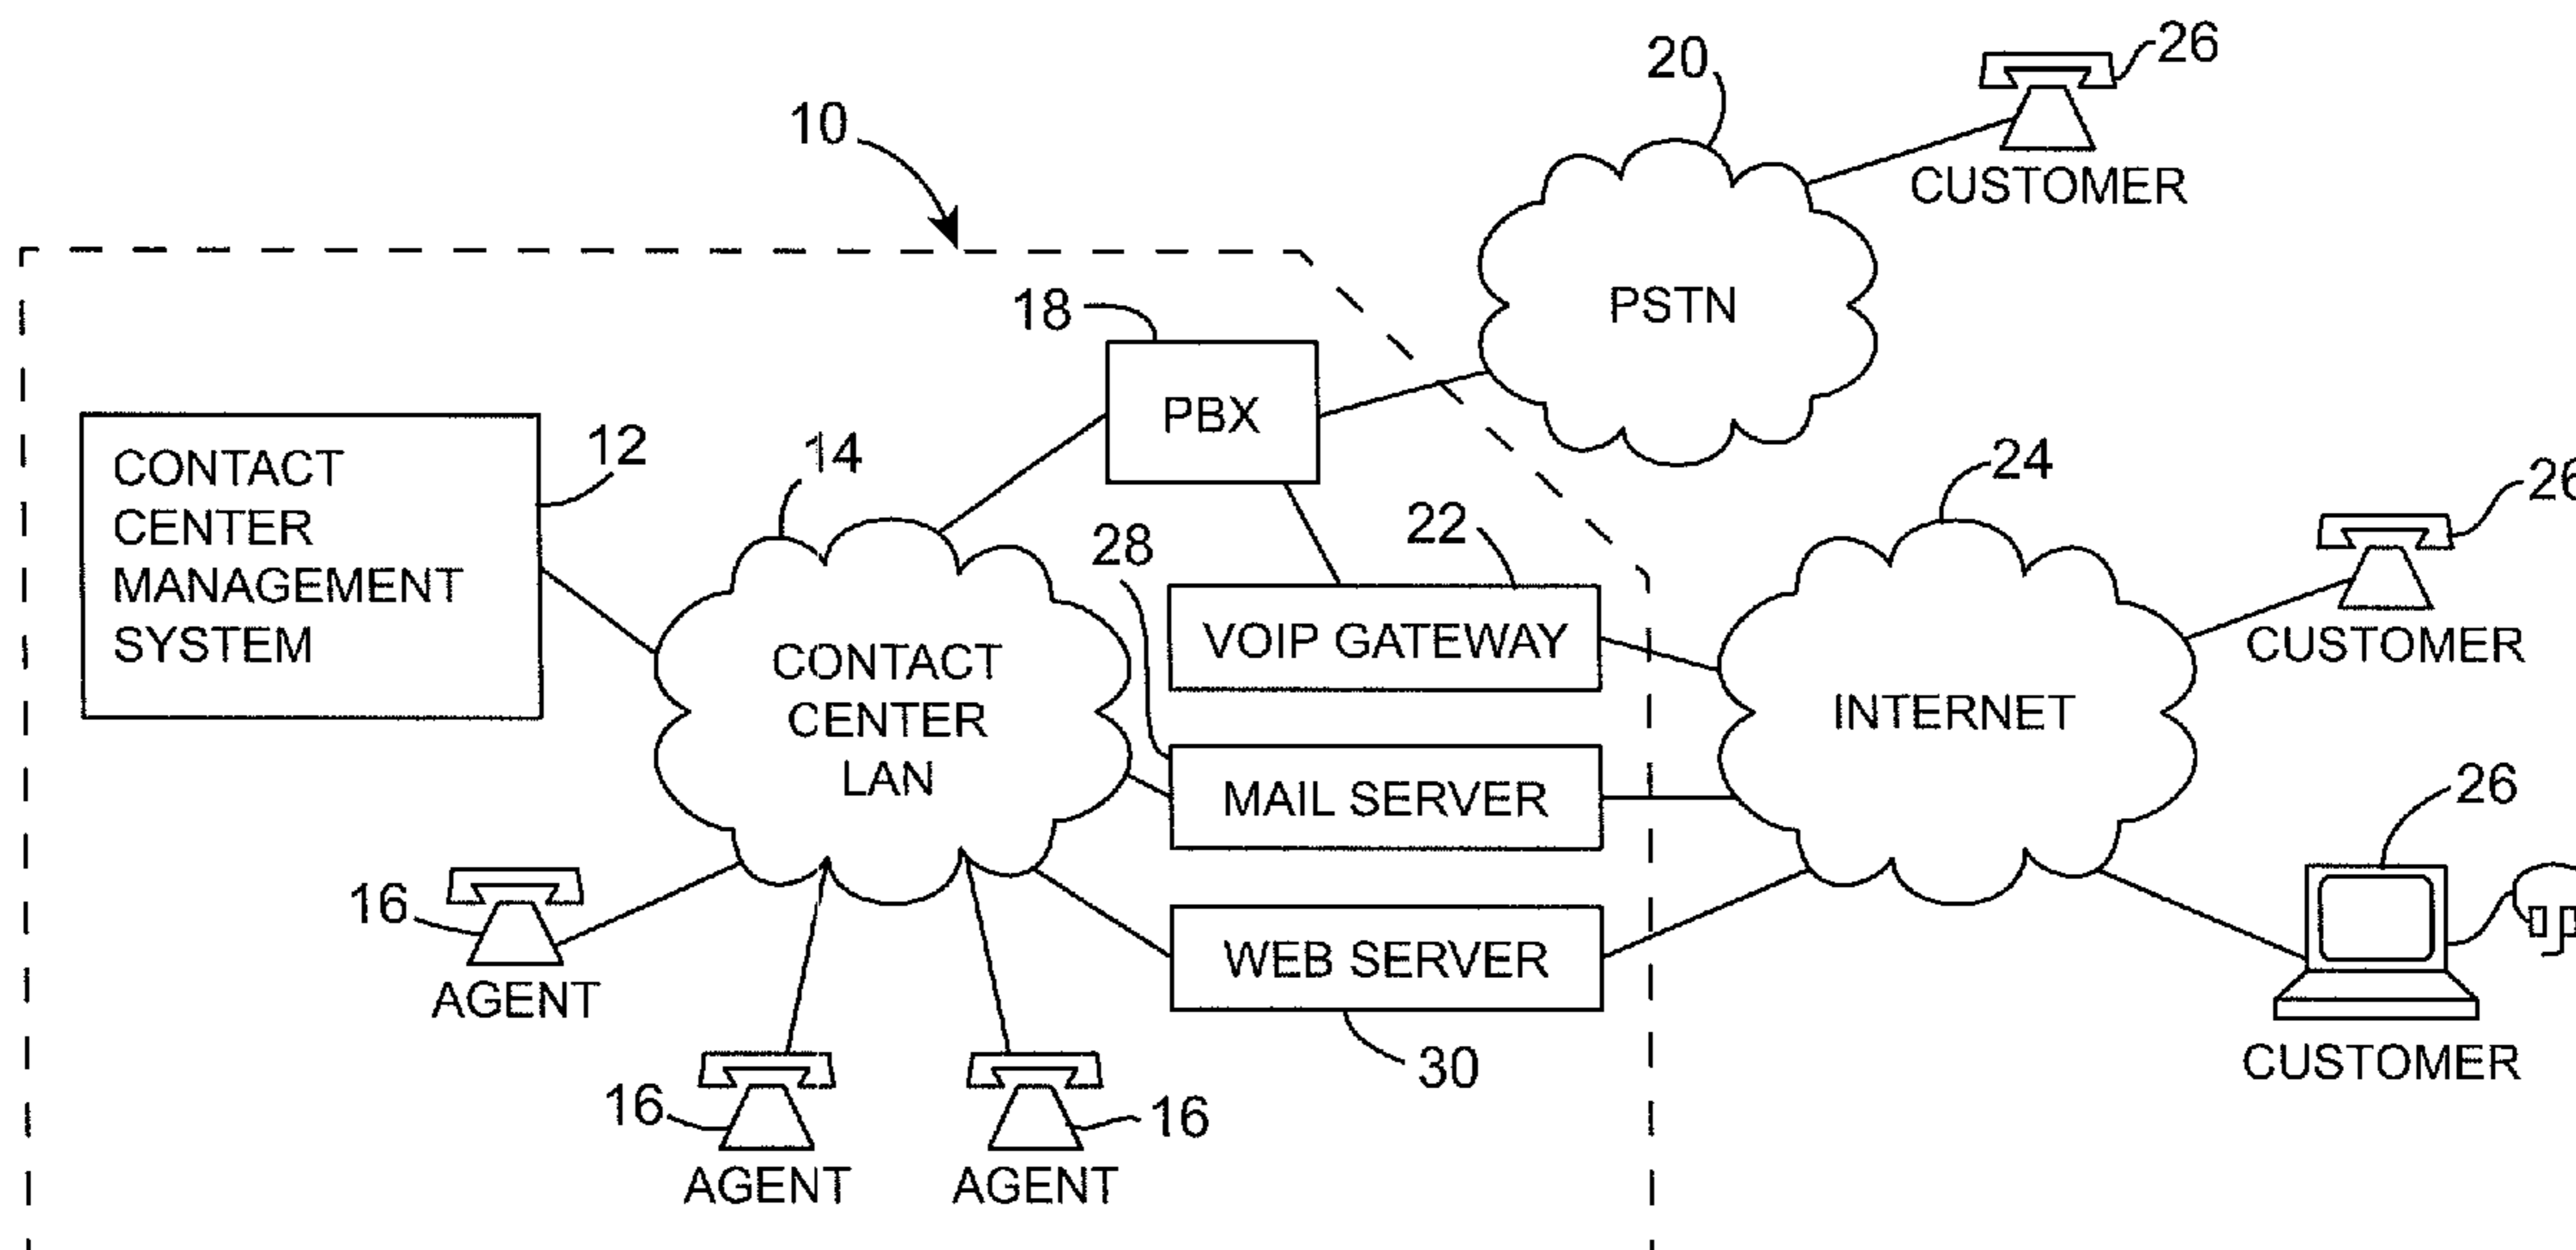 26
20
CUSTOMER
10
PSTN
18
PBX
CONTACT
CENTER
MANAGEMENT
SYSTEM
12
14
24
26
22
28
VOIP GATEWAY
CUSTOMER
CONTACT
CENTER
LAN
INTERNET
MAIL SERVER
26
16
AGENT
WEB SERVER
30
CUSTOMER
16
AGENT
16
AGENT